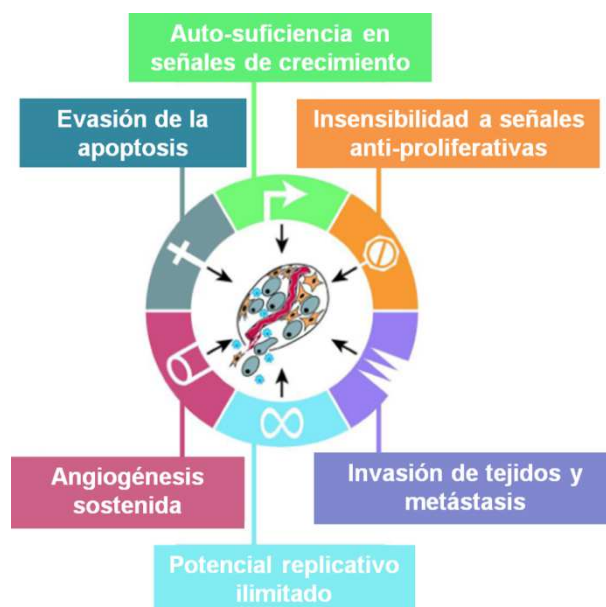 Auto-suficiencia en
señales de crecimiento
Evasión de la
apoptosis
Insensibilidad a señales
anti-proliferativas
Angiogénesis
sostenida
Invasión de tejidos y
metástasis
Potencial replicativo
ilimitado